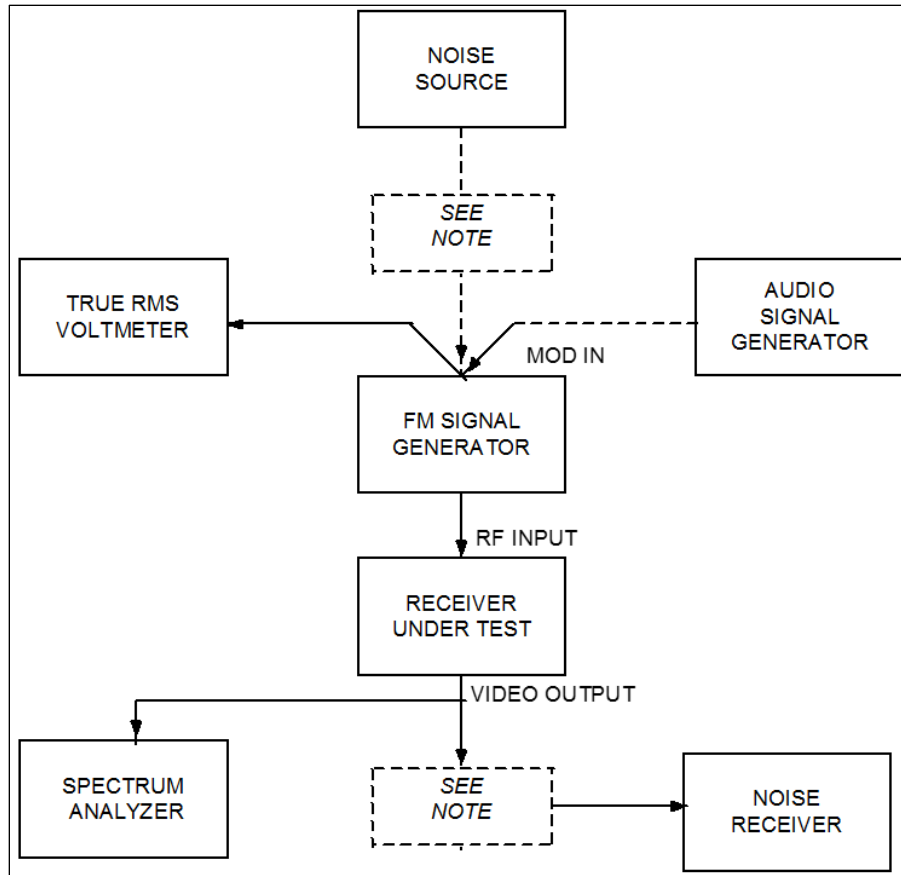 NOISE
SOURCE
SEE
NOTE
TRUE RMS
VOLTMETER
AUDIO
SIGNAL
GENERATOR
MOD IN
FM SIGNAL
GENERATOR
RF INPUT
RECEIVER
UNDER TEST
VIDEO OUTPUT
SPECTRUM
ANALYZER
SEE
NOTE
NOISE
RECEIVER